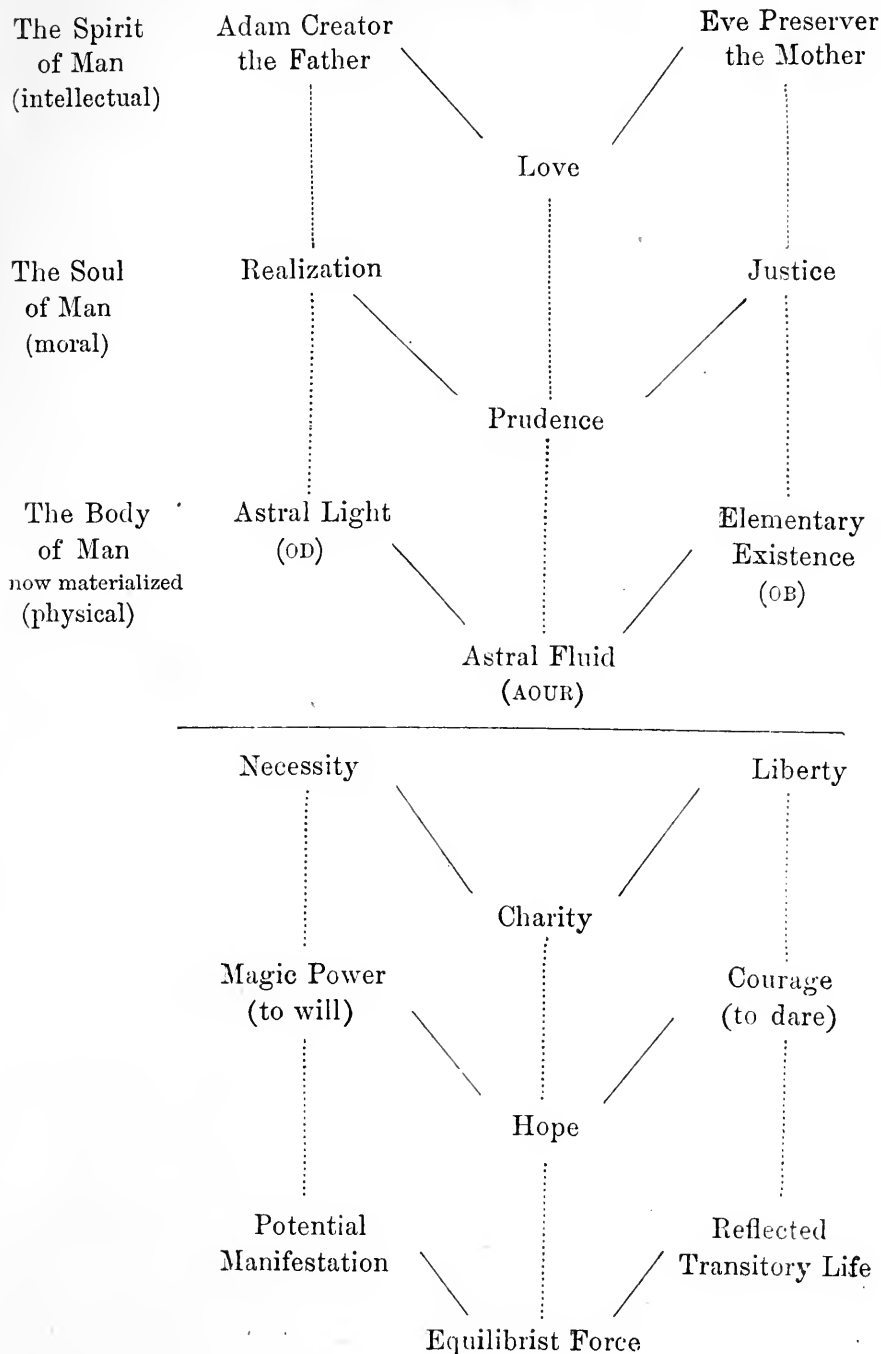 The Spirit
of Man
(intellectual)
Adam Creator
the Father
Eve Preserver
the Mother
Love
The Soul
of Man
(moral)
Realization
Justice
Prudence
The Body
of Man
now materialized
(physical)
Astral Light
(OD)
Elementary
Existence
(OB)
Astral Fluid
(AOUR)
Necessity
Liberty
Charity
Magic Power
(to will)
Courage
(to dare)
Hope
Potential
Manifestation
Reflected
Transitory Life
Equilibrist Force